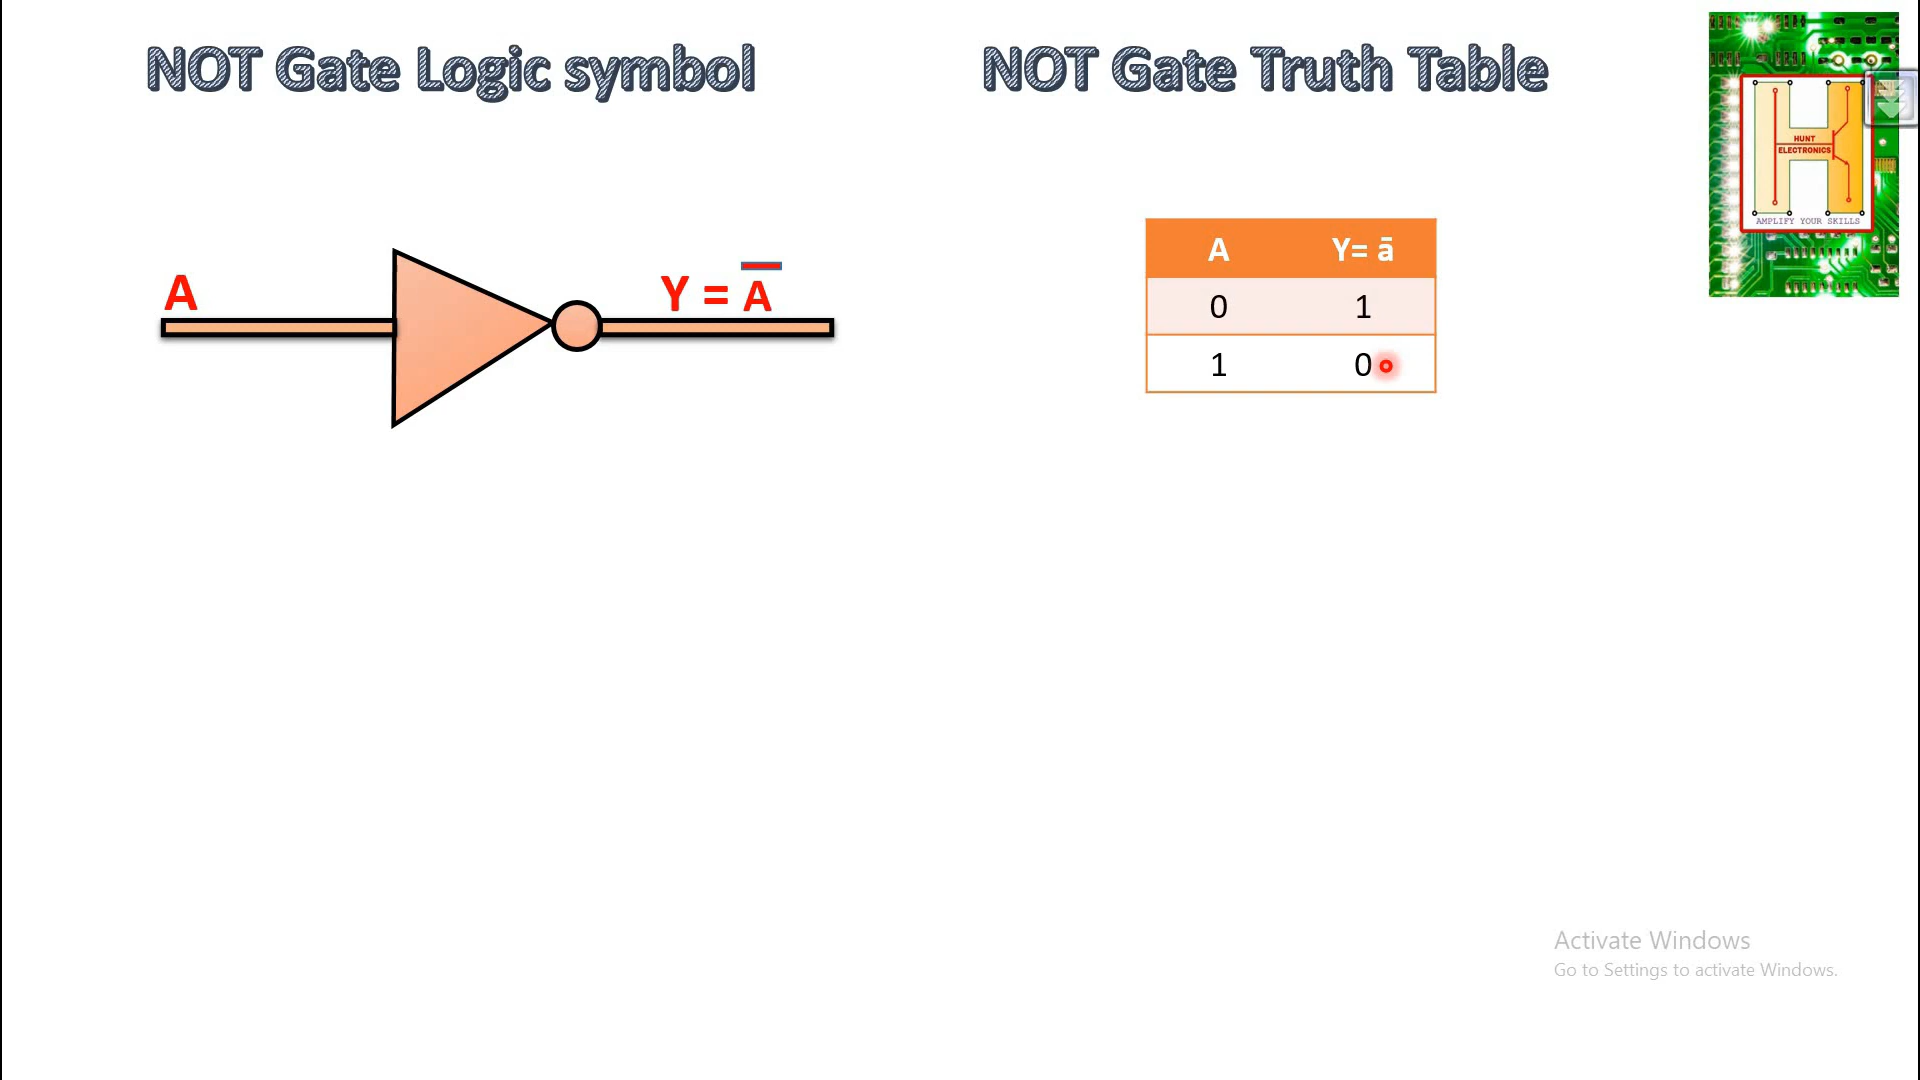 NOT Gate Logic symbol
NOT Gate Truth Table
A
Y = A̅
A Y= ā
0 1
1 0
HUNT
ELECTRONICS
AMPLIFY YOUR SKILLS
Activate Windows
Go to Settings to activate Windows.